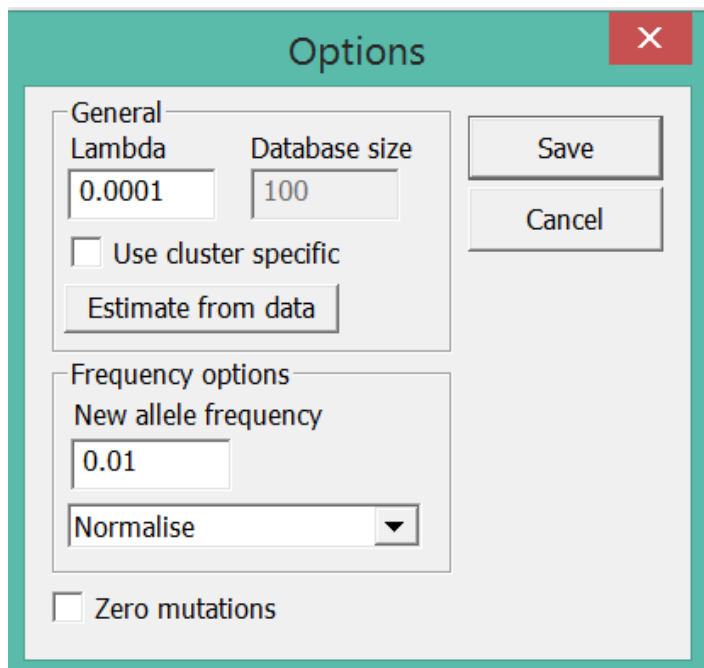 Options
General
Lambda
Database size
0.0001
100
Use cluster specific
Estimate from data
Save
Cancel
Frequency options
New allele frequency
0.01
Normalise
Zero mutations